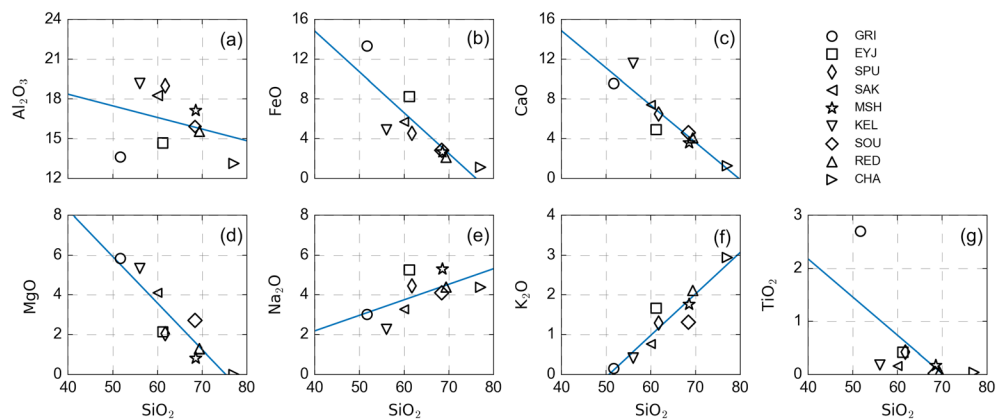 24
21
18
15
12
Al₂O₃
(a)
40 50 60 70 80
16
12
8
4
0
FeO
(b)
40 50 60 70 80
16
12
8
4
0
CaO
(c)
40 50 60 70 80
GRI
EYJ
SPU
SAK
MSH
KEL
SOU
RED
CHA
8
6
4
2
0
MgO
(d)
40 50 60 70 80
SiO₂
8
6
4
2
0
Na₂O
(e)
40 50 60 70 80
SiO₂
4
3
2
1
0
K₂O
(f)
40 50 60 70 80
SiO₂
3
2
1
0
TiO₂
(g)
40 50 60 70 80
SiO₂